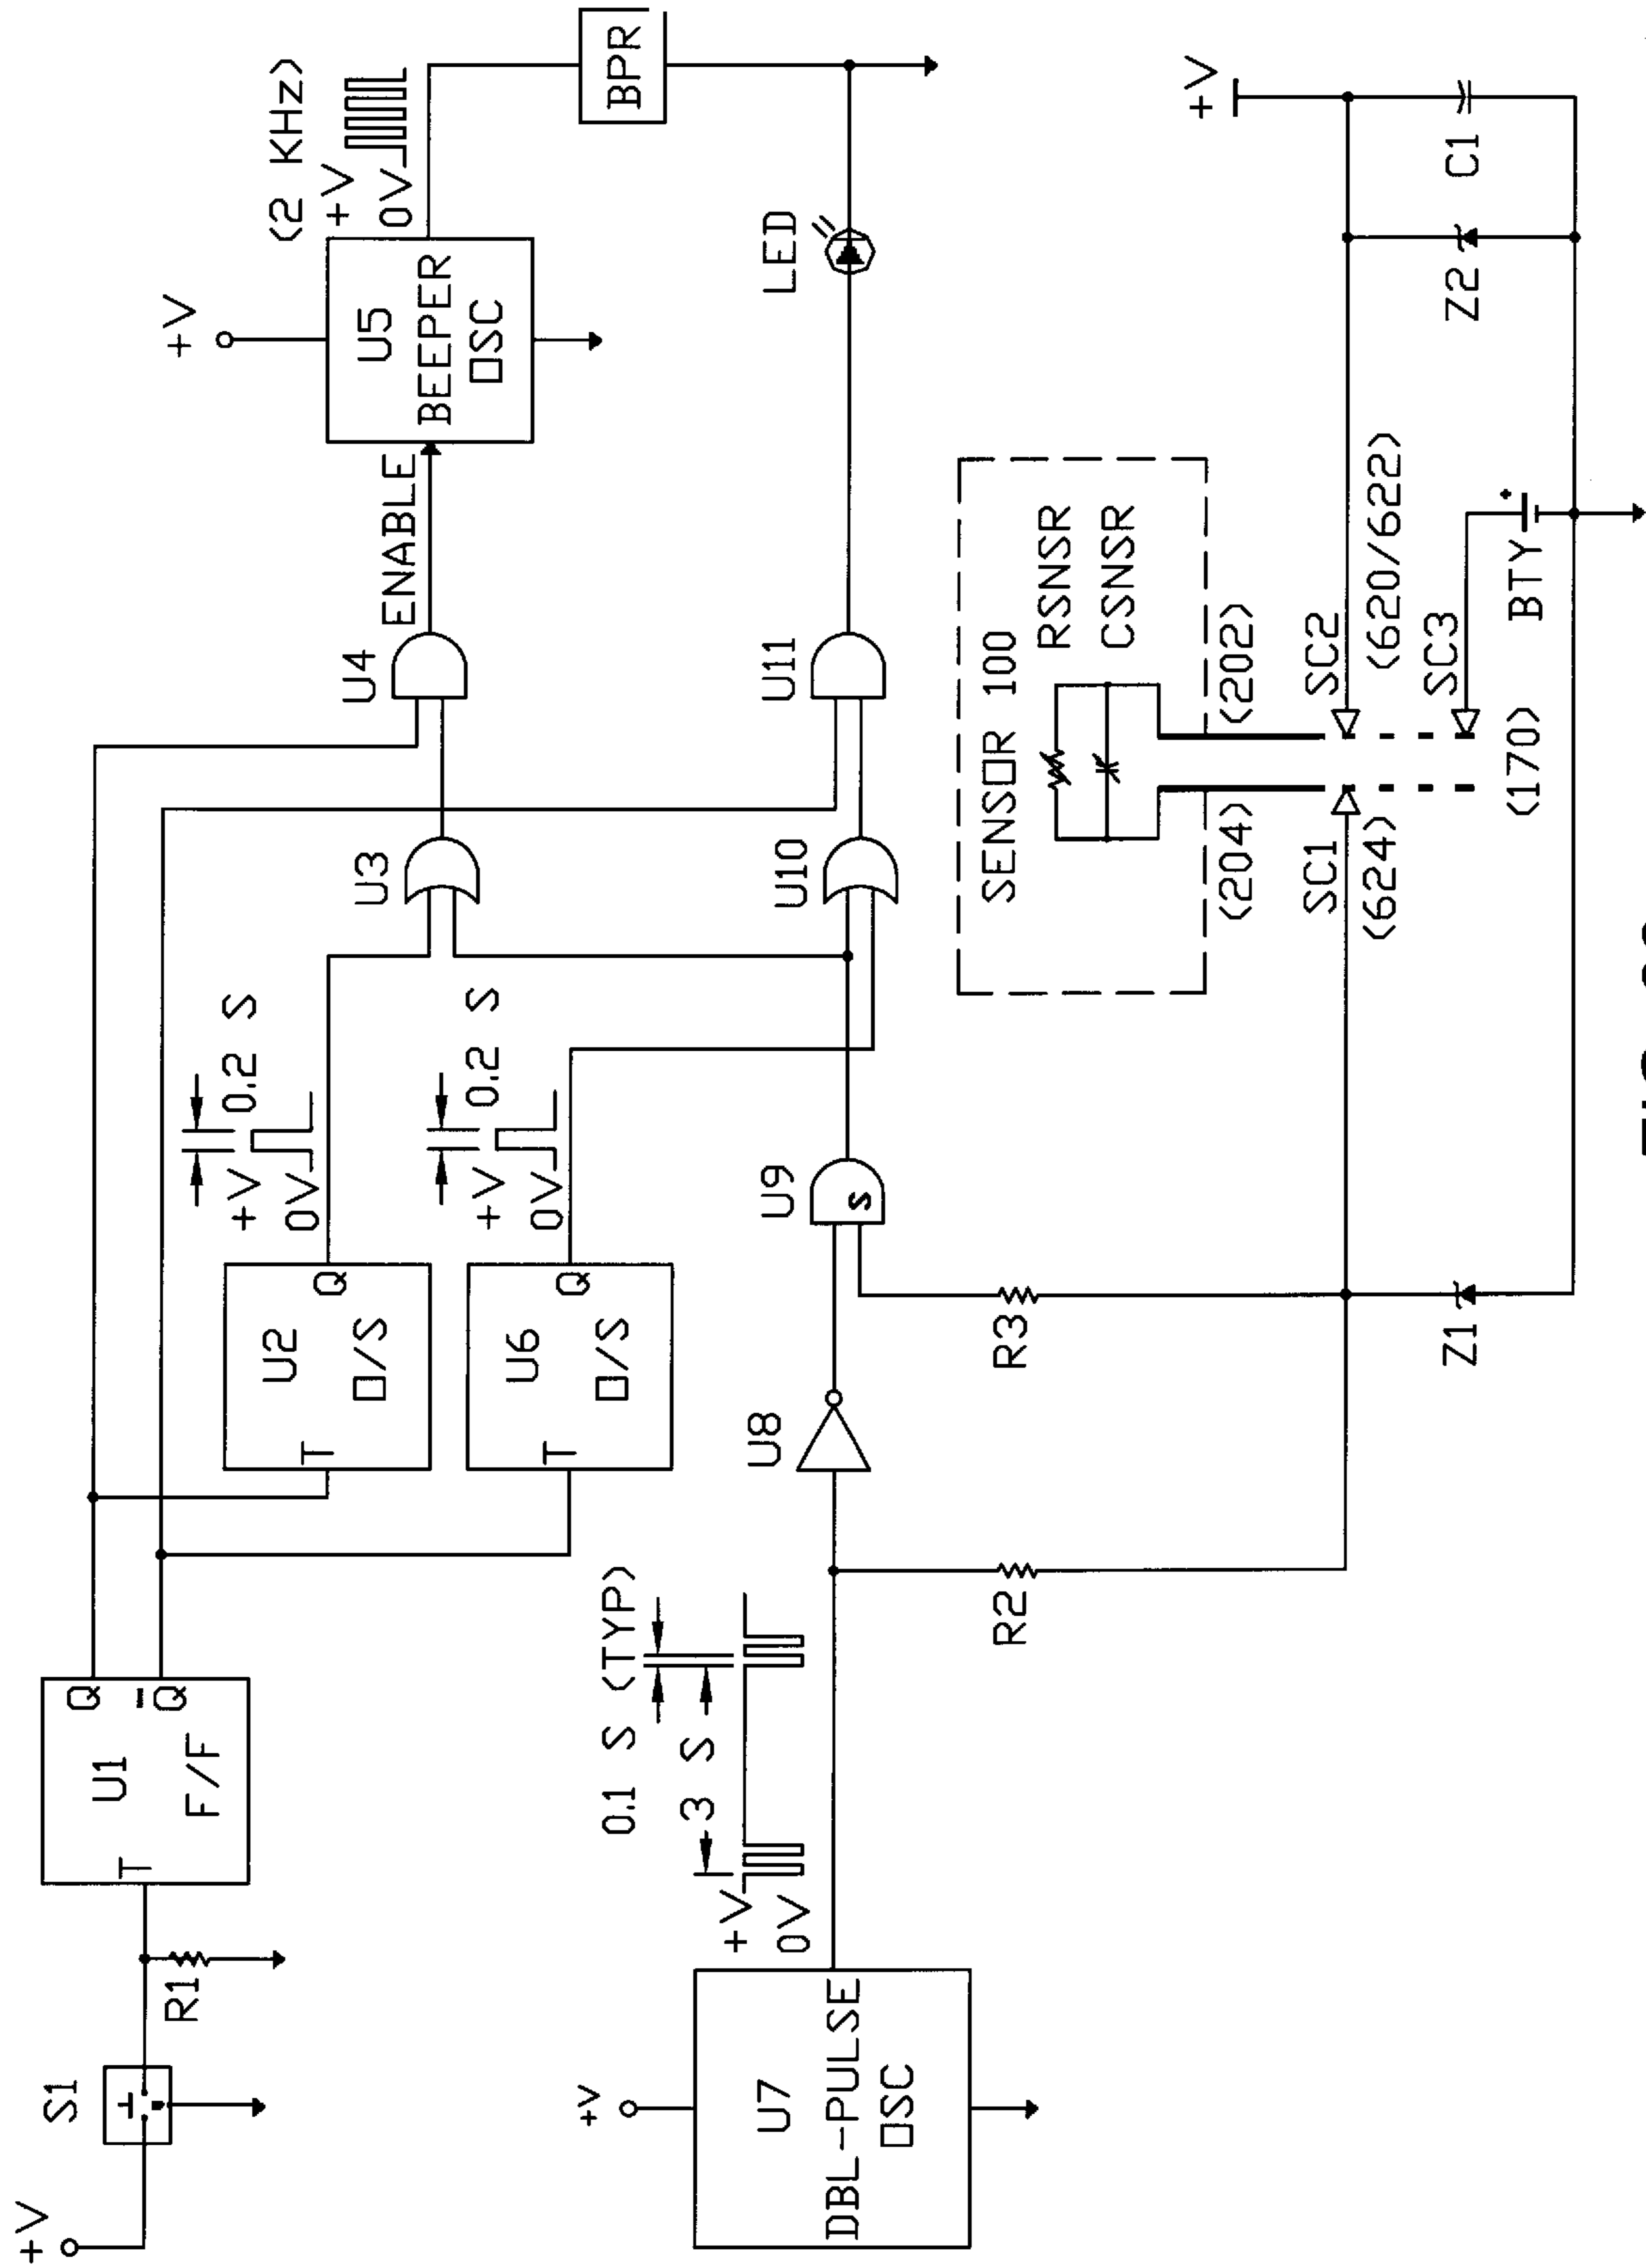 +V
S1
R1
T
U1
F/F
Q
Q
T
U2
O/S
Q
+V
0V
0.2 S
T
U6
O/S
Q
+V
0V
0.2 S
U3
U4
ENABLE
+V
U5
BEEPER
OSC
(2 KHz)
+V
0V
BPR
+V
U7
DBL-PULSE
OSC
+V
0V
3 S
0.1 S (TYP)
U8
U9
S
U10
U11
LED
R2
R3
SENSOR 100
RSNSR
CSNSR
(204)
(202)
SC1
(624)
SC2
(620/622)
SC3
(170)
BTY
+
Z1
Z2
C1
+V